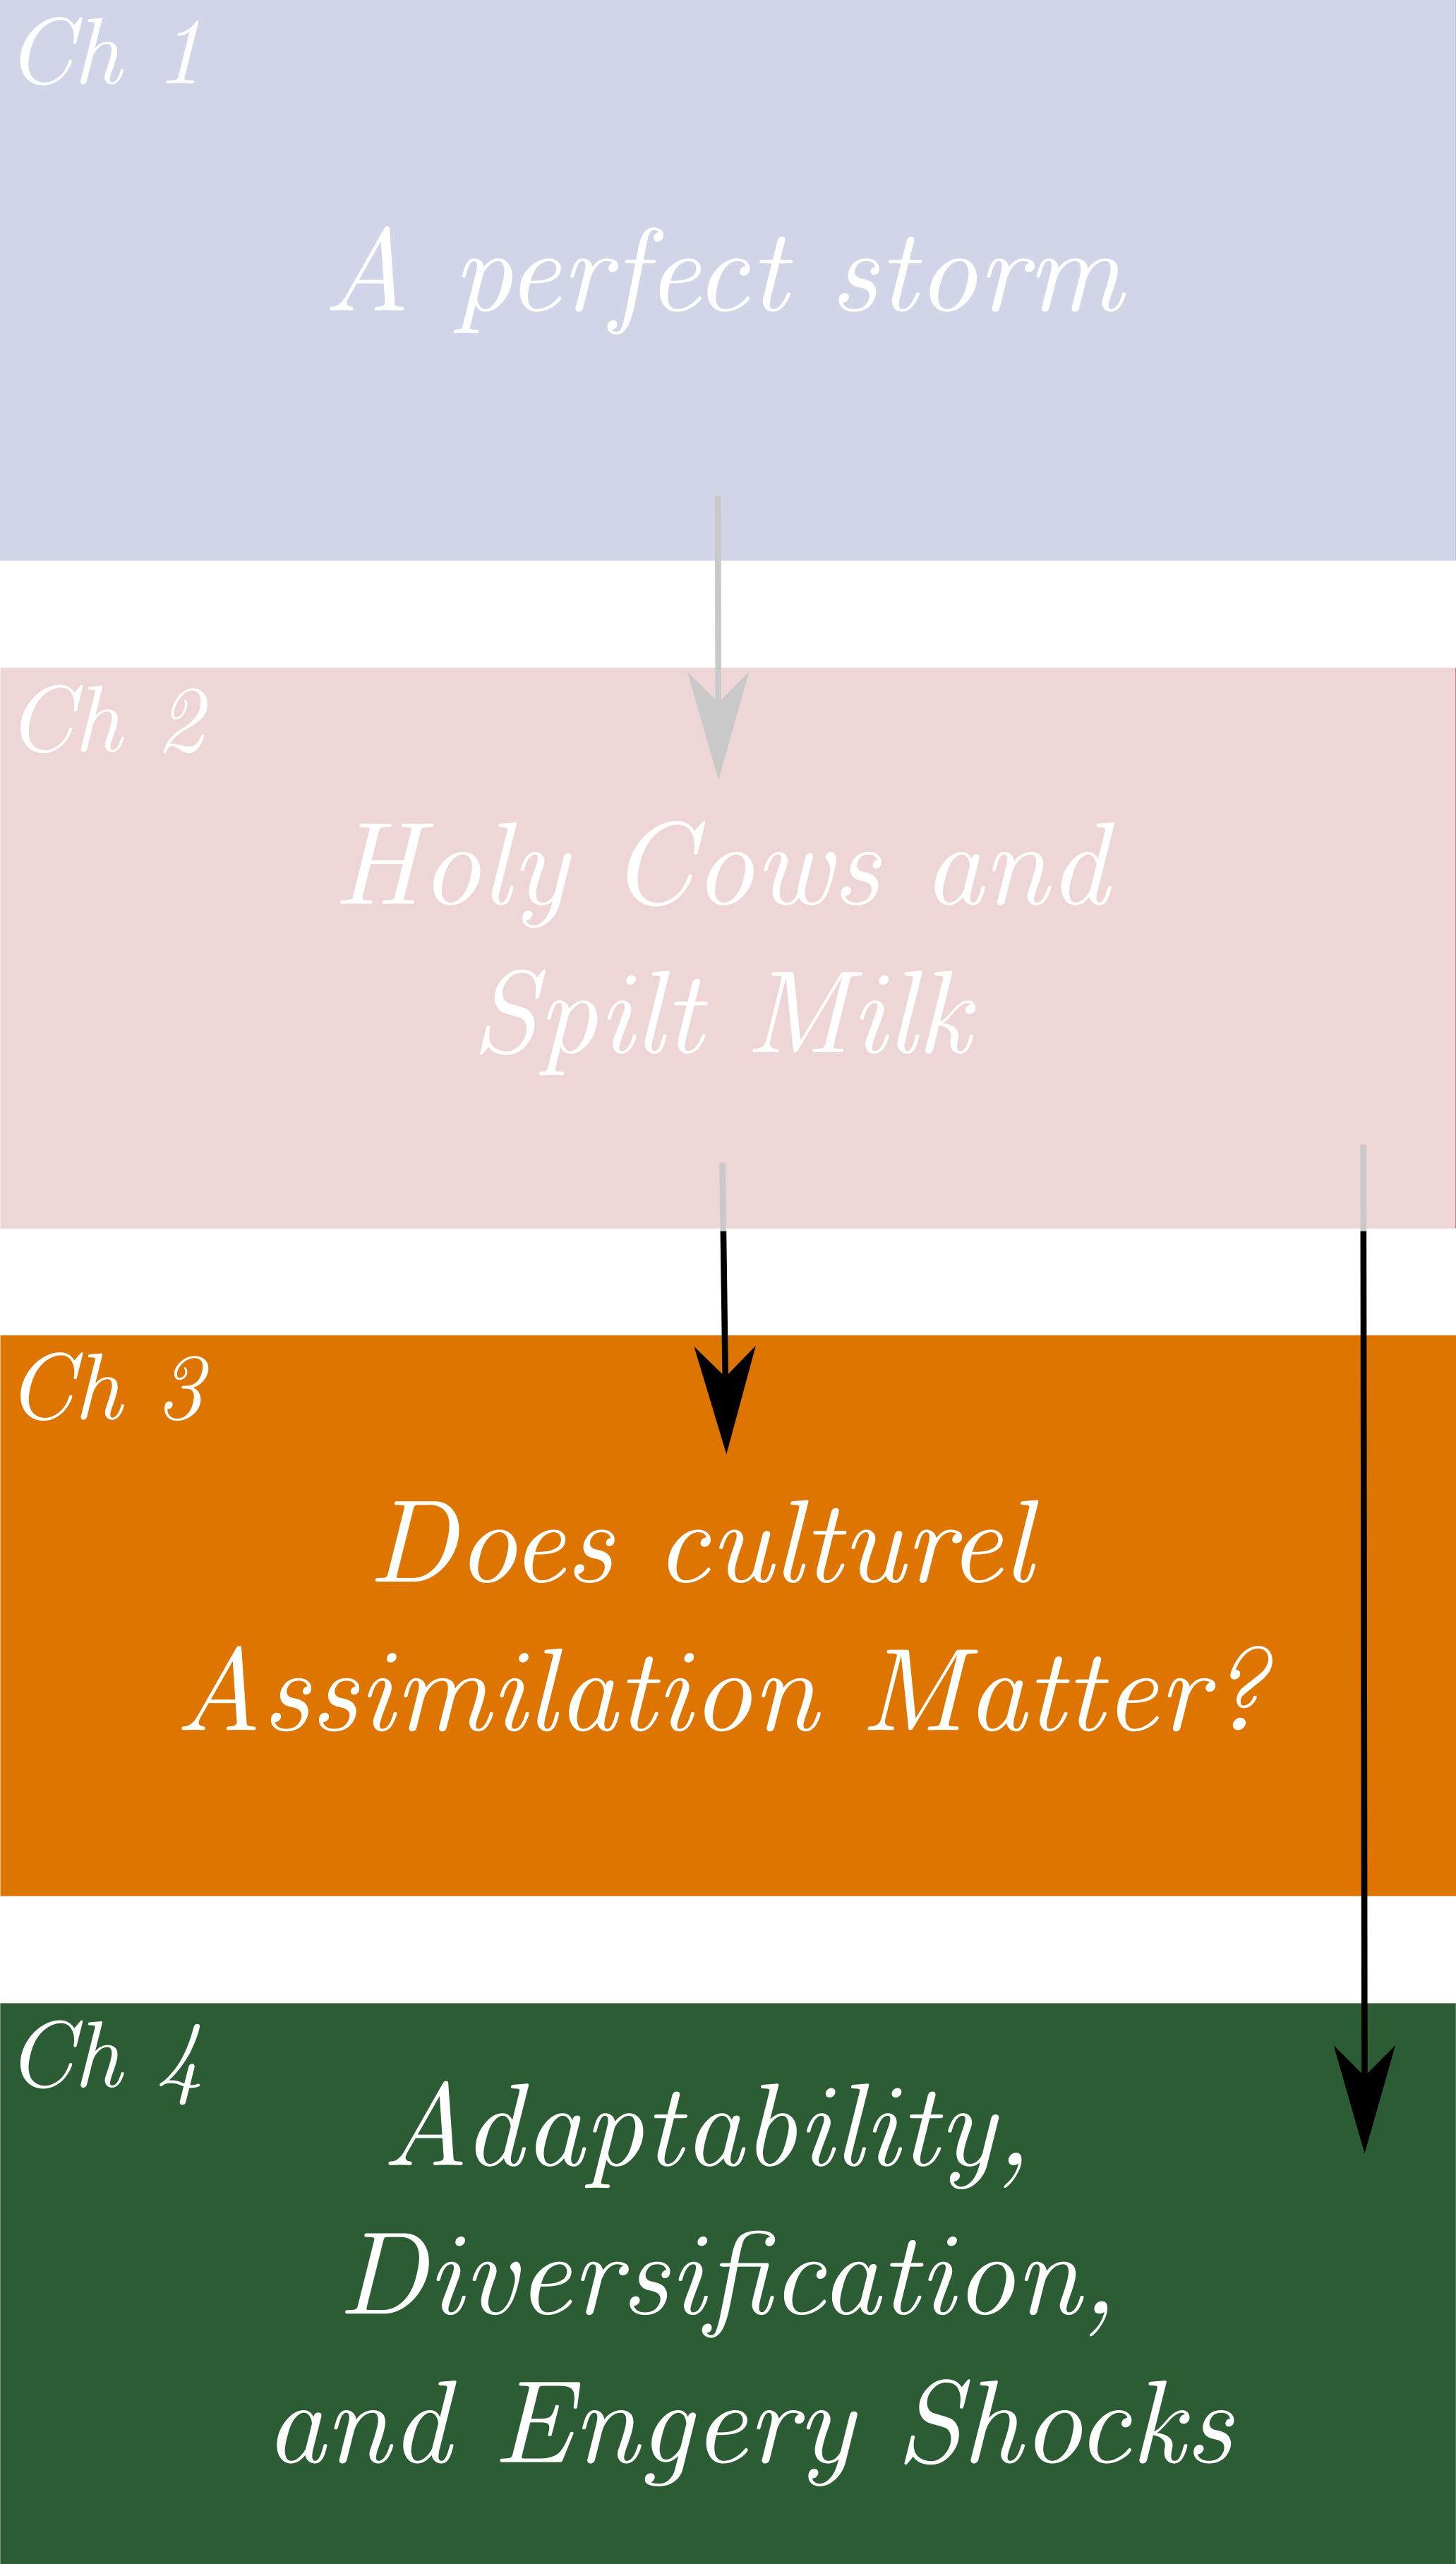 Ch 1
A perfect storm
Ch 2
Holy Cows and
Spilt Milk
Ch 3
Does culturel
Assimilation Matter?
Ch 4
Adaptability,
Diversification,
and Engery Shocks